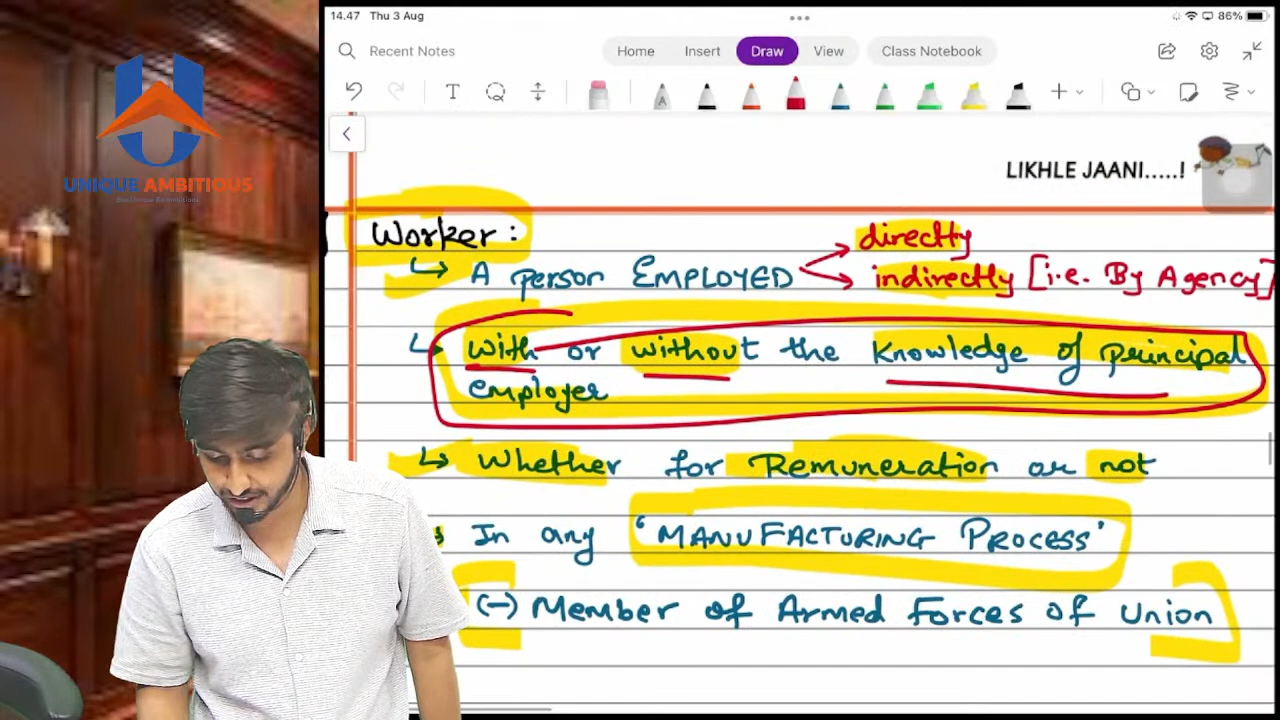 14.47 Thu 3 Aug
86%
Recent Notes
Home Insert Draw View Class Notebook
T
A
UNIQUE AMBITIOUS
LIKHLE JAANI.....!
Worker :
directly
A person EMPLOYED
indirectly [i.e. By Agency]
With or without the Knowledge of principal
employer
Whether for Remuneration or not
In any 'MANUFACTURING PROCESS'
(-) Member of Armed Forces of Union